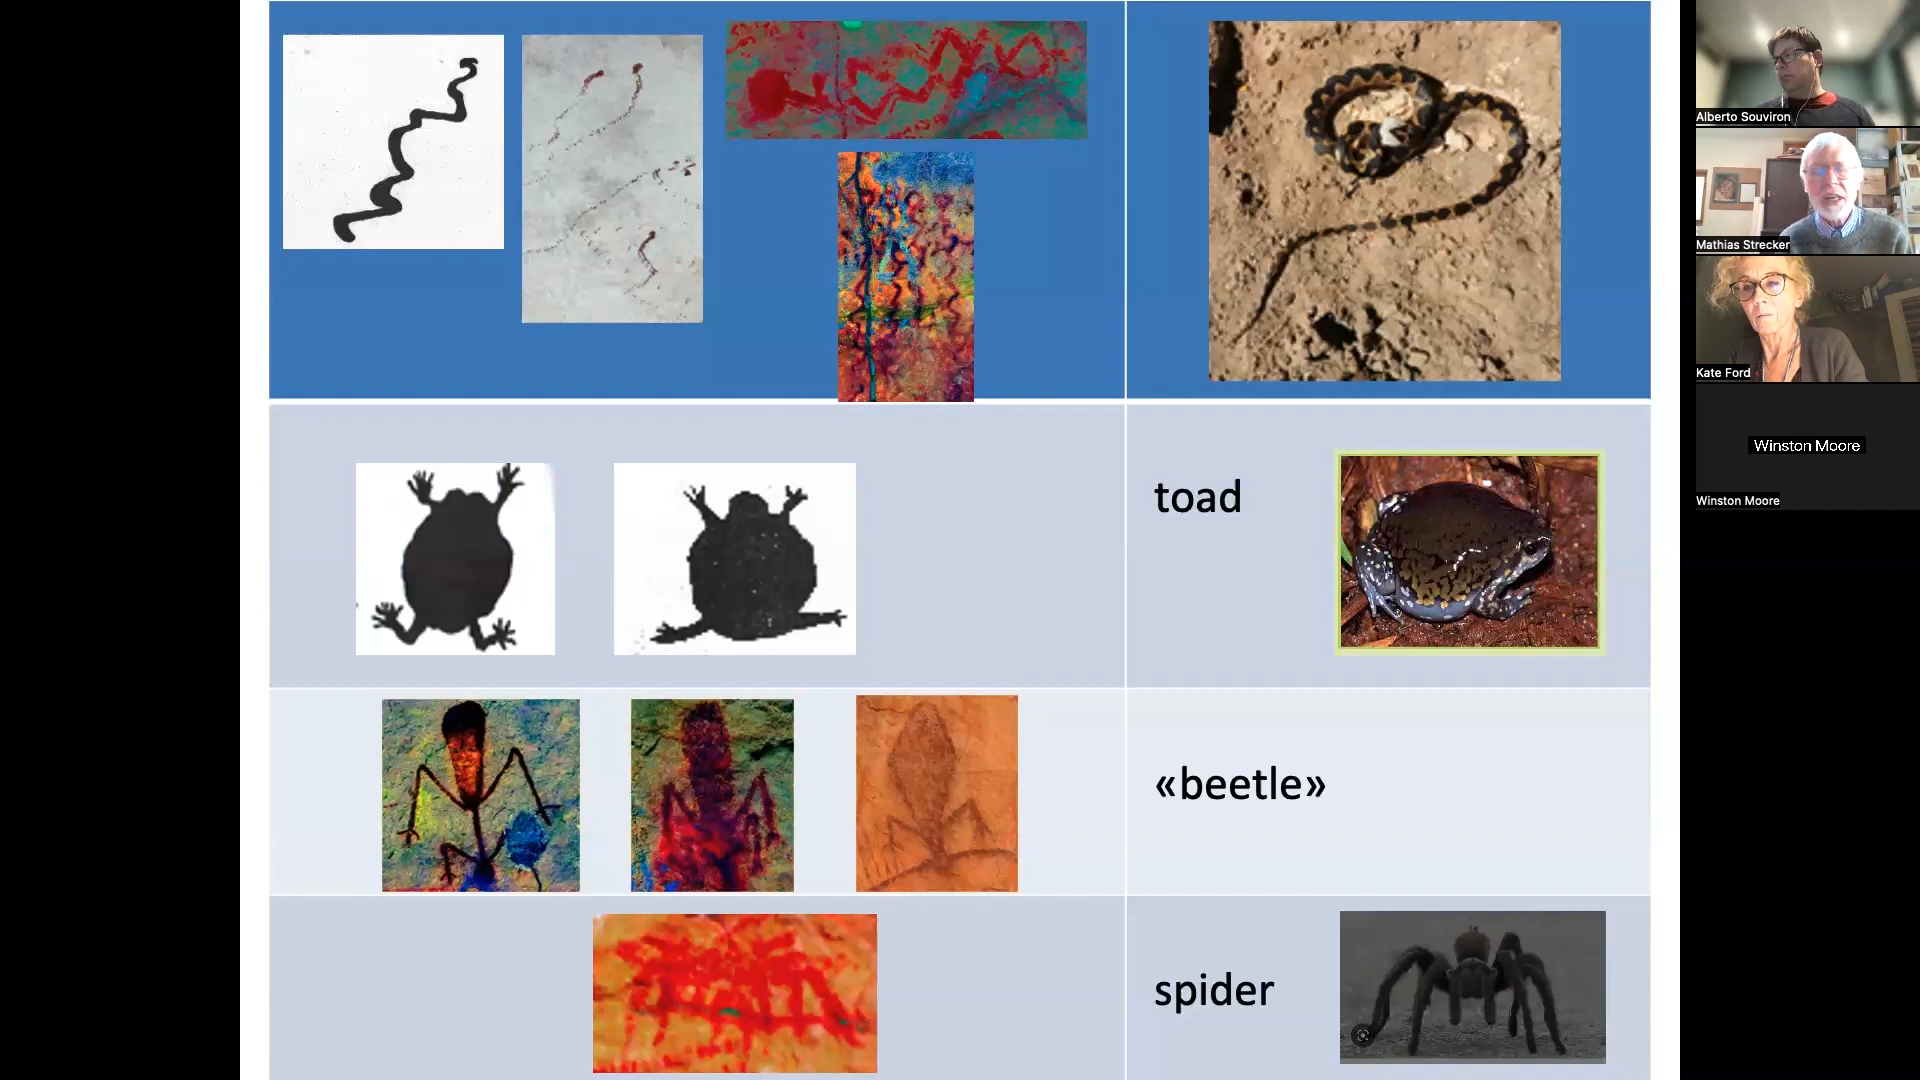 toad
«beetle»
spider
Alberto Souviron
Mathias Strecker
Kate Ford
Winston Moore
Winston Moore